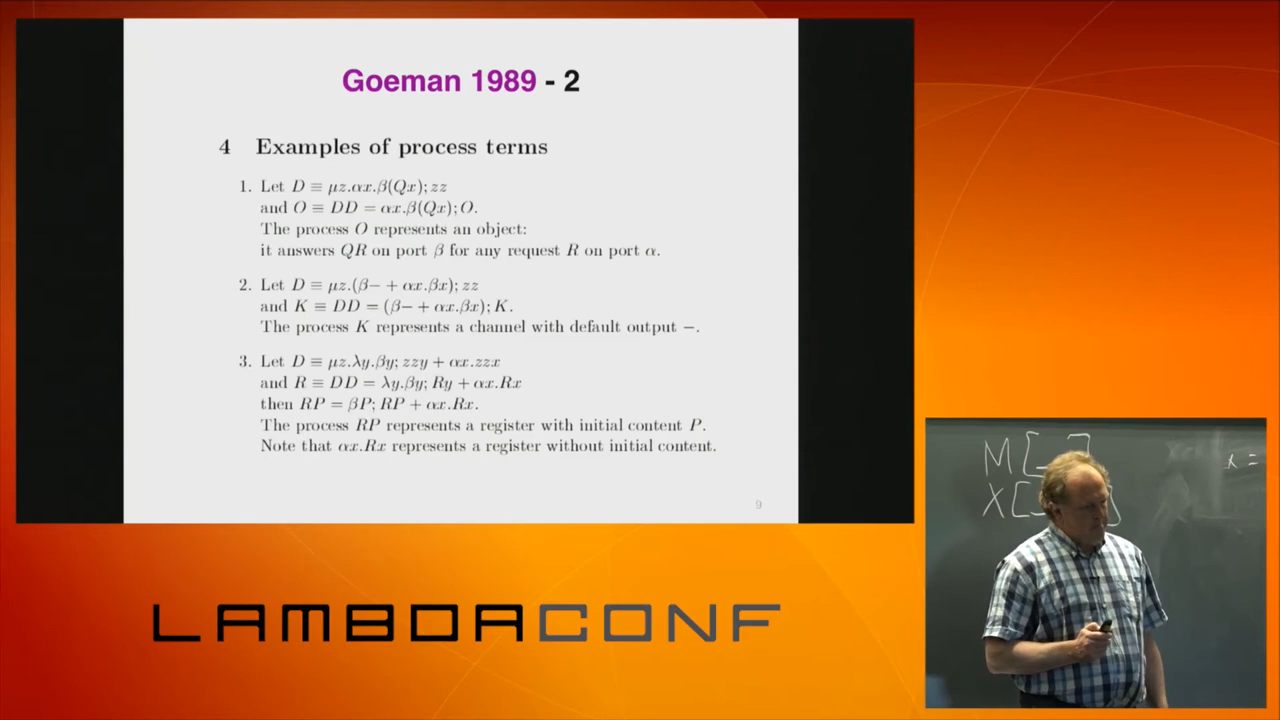 Goeman 1989 - 2
4 Examples of process terms
1. Let D ≡ μz.αx.β(Qx); zz
and O ≡ DD = αx.β(Qx); O.
The process O represents an object:
it answers QR on port β for any request R on port α.
2. Let D ≡ μz.(β− + αx.βx); zz
and K ≡ DD = (β− + αx.βx); K.
The process K represents a channel with default output −.
3. Let D ≡ μz.λy.βy; zzy + αx.zzx
and R ≡ DD = λy.βy; Ry + αx.Rx
then RP = βP; RP + αx.Rx.
The process RP represents a register with initial content P.
Note that αx.Rx represents a register without initial content.
9
M[ ]
X[ ]
x =
LAMBDACONF